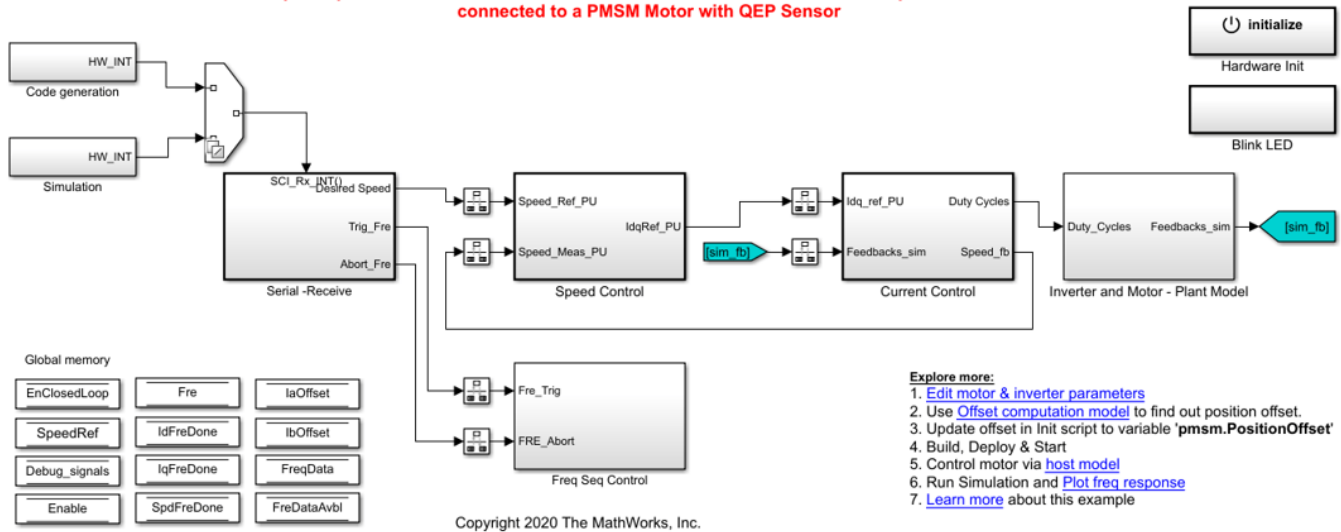 connected to a PMSM Motor with QEP Sensor
initialize
Hardware Init
Blink LED
HW_INT
Code generation
HW_INT
Simulation
SCI_Rx_INT()
Desired Speed
Trig_Fre
Abort_Fre
Serial -Receive
Speed_Ref_PU
IdqRef_PU
Speed_Meas_PU
Speed Control
[sim_fb]
Idq_ref_PU
Duty Cycles
Feedbacks_sim
Speed_fb
Current Control
Duty_Cycles
Feedbacks_sim
Inverter and Motor - Plant Model
[sim_fb]
Fre_Trig
FRE_Abort
Freq Seq Control
Global memory
EnClosedLoop
Fre
IaOffset
SpeedRef
IdFreDone
IbOffset
Debug_signals
IqFreDone
FreqData
Enable
SpdFreDone
FreDataAvbl
Explore more:
1. Edit motor & inverter parameters
2. Use Offset computation model to find out position offset.
3. Update offset in Init script to variable 'pmsm.PositionOffset'
4. Build, Deploy & Start
5. Control motor via host model
6. Run Simulation and Plot freq response
7. Learn more about this example
Copyright 2020 The MathWorks, Inc.